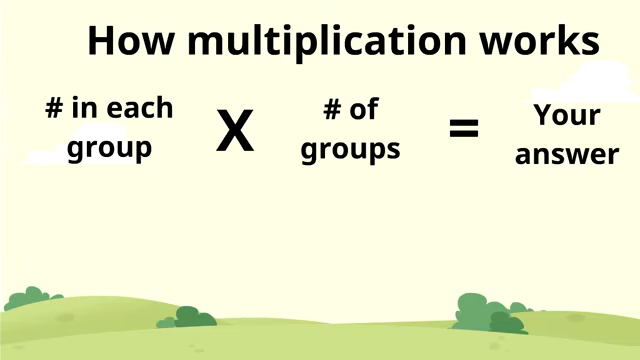 How multiplication works
# in each group
X
# of groups
=
Your answer